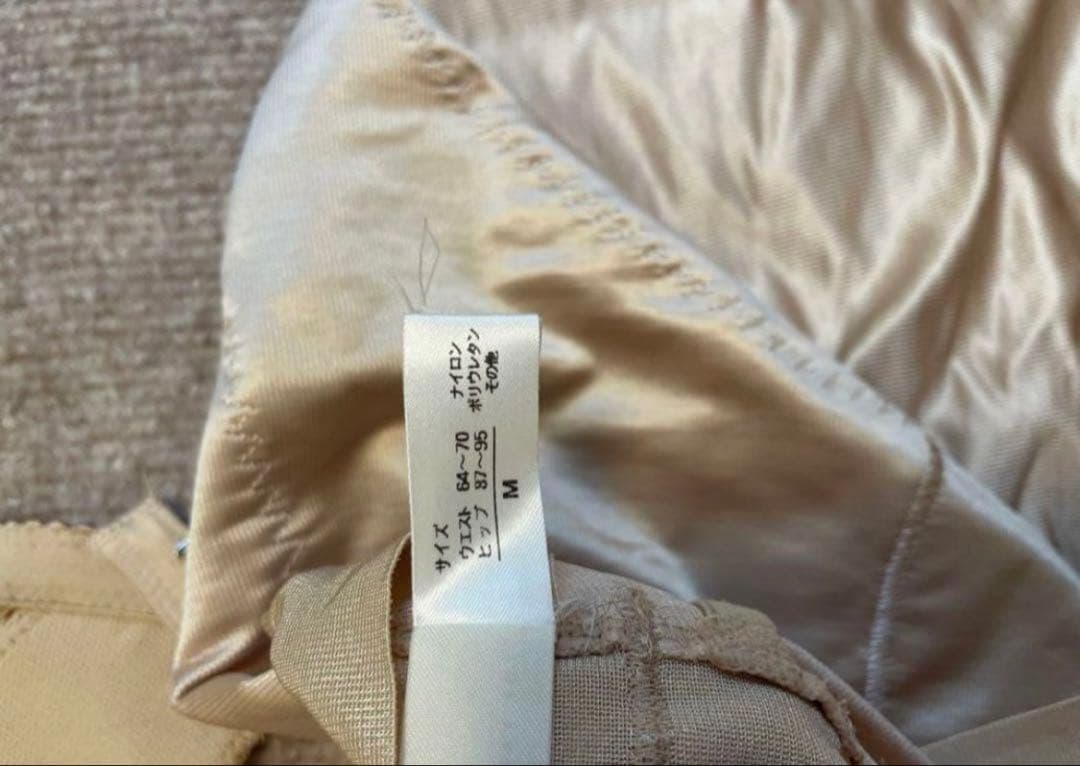 サイズ
ウエスト 64～70
ヒップ 87～95
M
ナイロン
ポリウレタン
その他